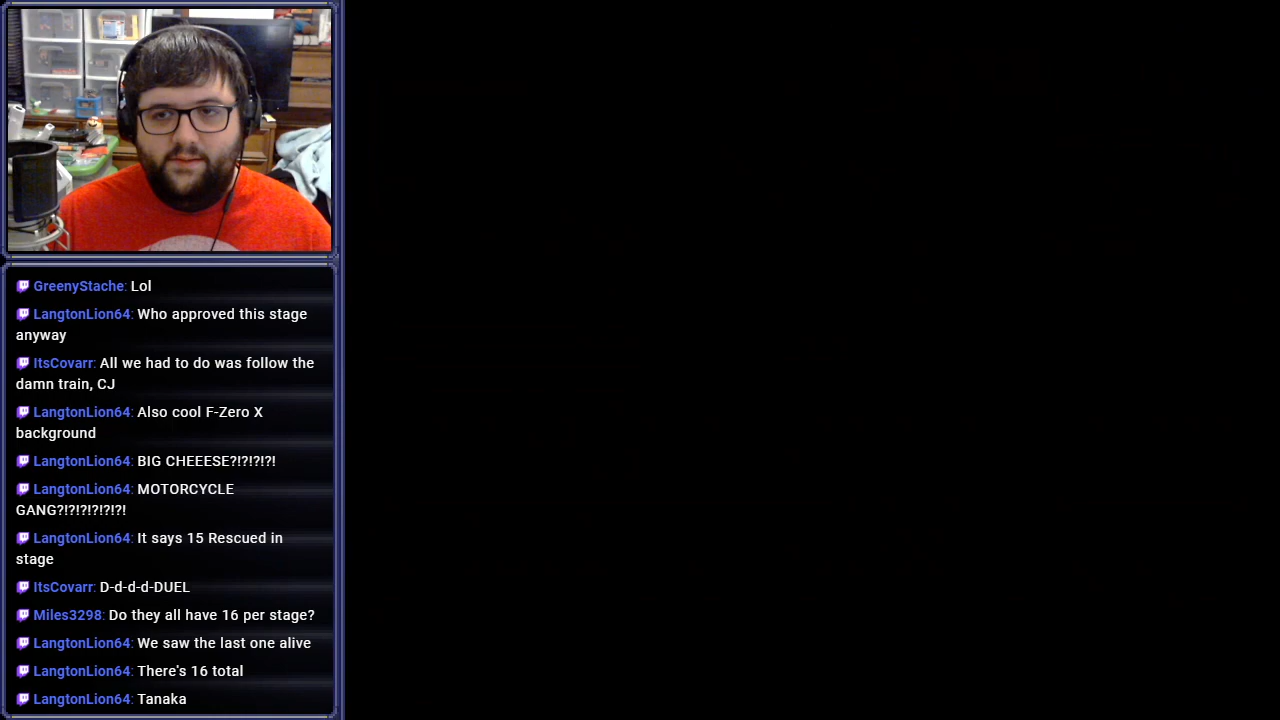 GreenyStache: Lol
LangtonLion64: Who approved this stage
anyway
ItsCovarr: All we had to do was follow the
damn train, CJ
LangtonLion64: Also cool F-Zero X
background
LangtonLion64: BIG CHEEESE?!?!?!?!
LangtonLion64: MOTORCYCLE
GANG?!?!?!?!?!?!
LangtonLion64: It says 15 Rescued in
stage
ItsCovarr: D-d-d-d-DUEL
Miles3298: Do they all have 16 per stage?
LangtonLion64: We saw the last one alive
LangtonLion64: There's 16 total
LangtonLion64: Tanaka